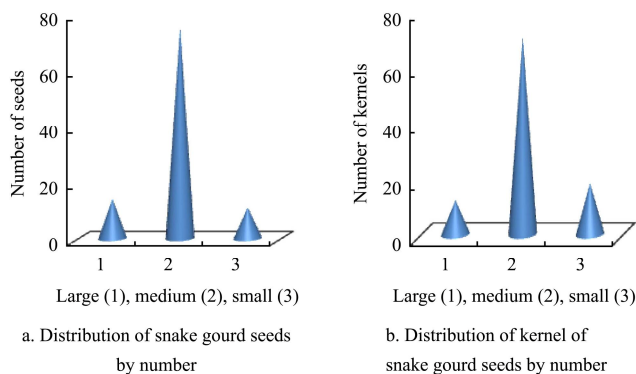 80
60
40
20
0
Number of seeds
1 2 3
Large (1), medium (2), small (3)
a. Distribution of snake gourd seeds
by number
80
60
40
20
0
Number of kernels
1 2 3
Large (1), medium (2), small (3)
b. Distribution of kernel of
snake gourd seeds by number